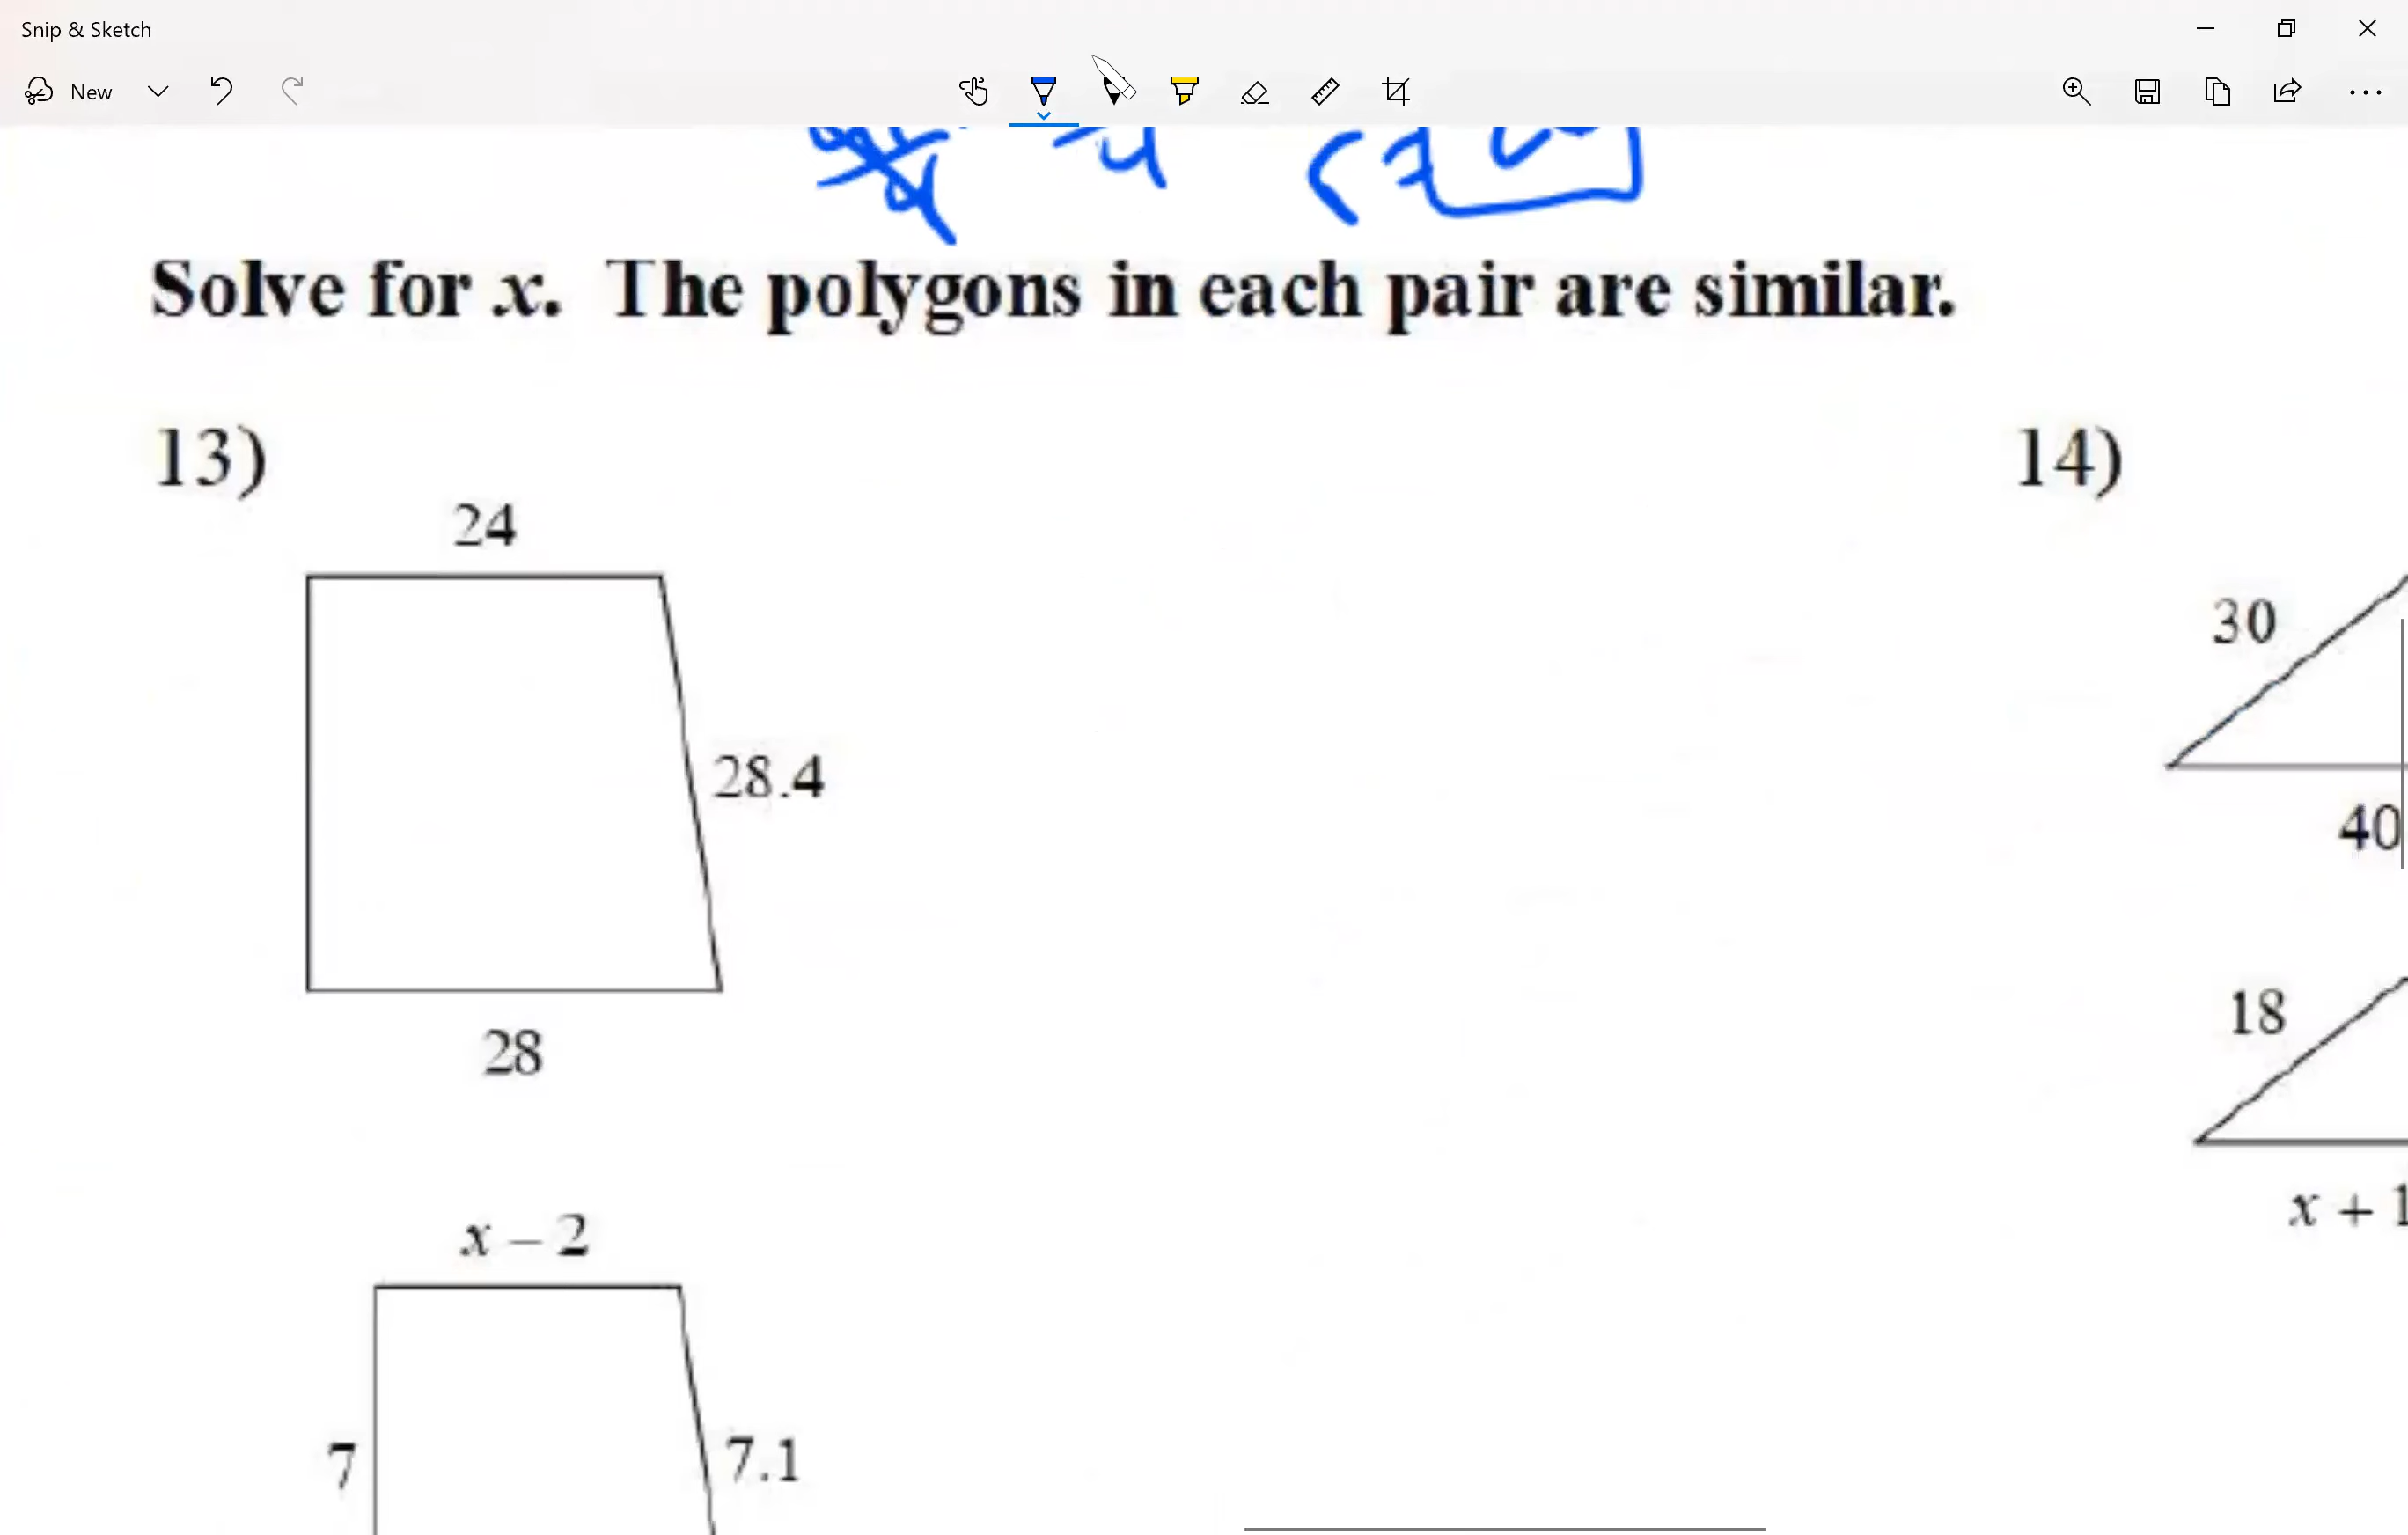 Snip & Sketch
New
Solve for x. The polygons in each pair are similar.
13)
24
28.4
28
x – 2
7
7.1
14)
30
40
18
x + 1